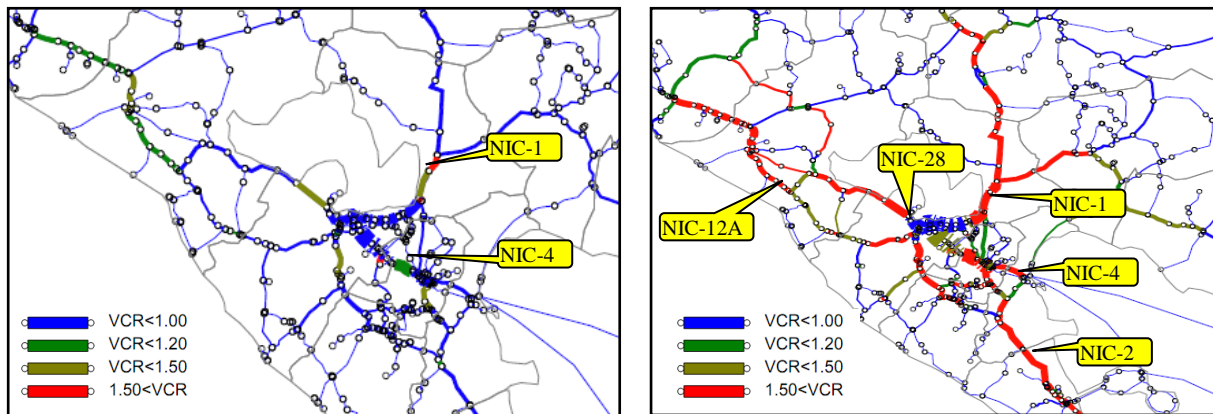 NIC-1
NIC-4
VCR<1.00
VCR<1.20
VCR<1.50
1.50<VCR
NIC-28
NIC-12A
NIC-1
NIC-4
NIC-2
VCR<1.00
VCR<1.20
VCR<1.50
1.50<VCR